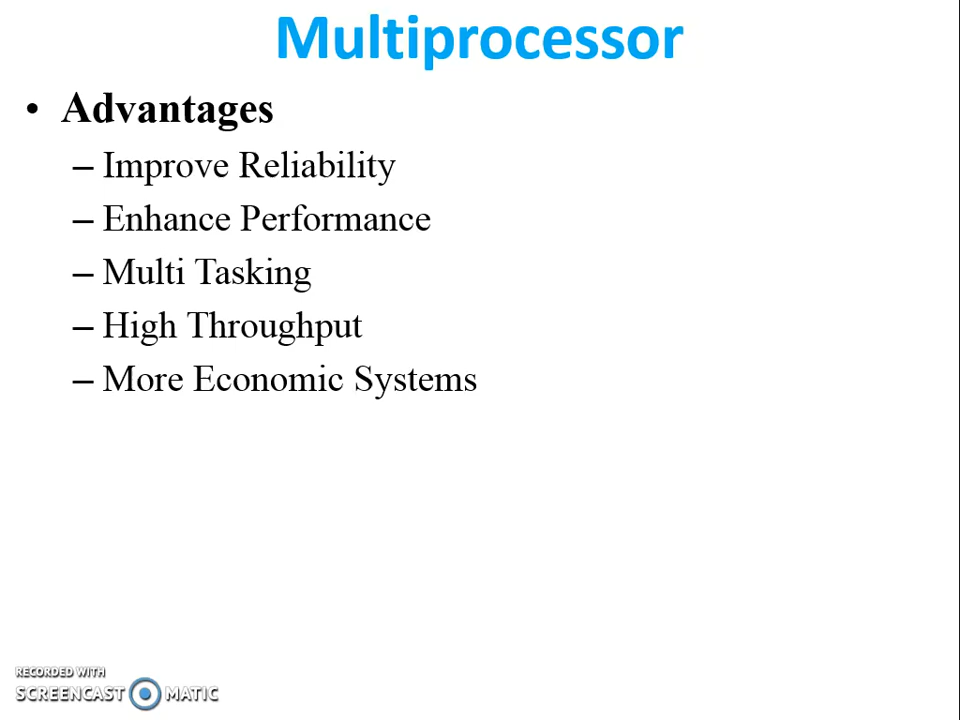 Multiprocessor
• Advantages
– Improve Reliability
– Enhance Performance
– Multi Tasking
– High Throughput
– More Economic Systems
RECORDED WITH
SCREENCAST MATIC